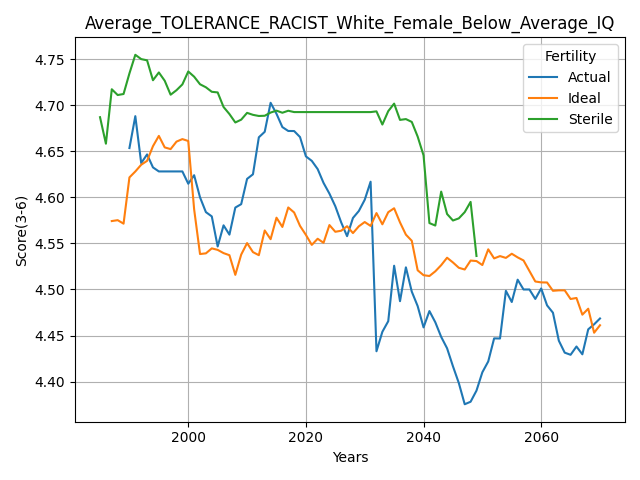 Average_TOLERANCE_RACIST_White_Female_Below_Average_IQ
Fertility
Actual
Ideal
Sterile
Score(3-6)
4.75
4.70
4.65
4.60
4.55
4.50
4.45
4.40
2000 2020 2040 2060
Years